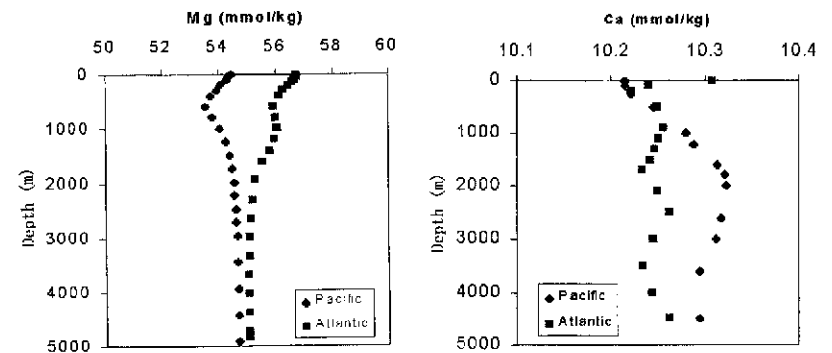 Mg (mmol/kg)
50 52 54 56 58 60
0
1000
2000
3000
4000
5000
Depth (m)
Pacific
Atlantic
Ca (mmol/kg)
10.1 10.2 10.3 10.4
0
1000
2000
3000
4000
5000
Depth (m)
Pacific
Atlantic